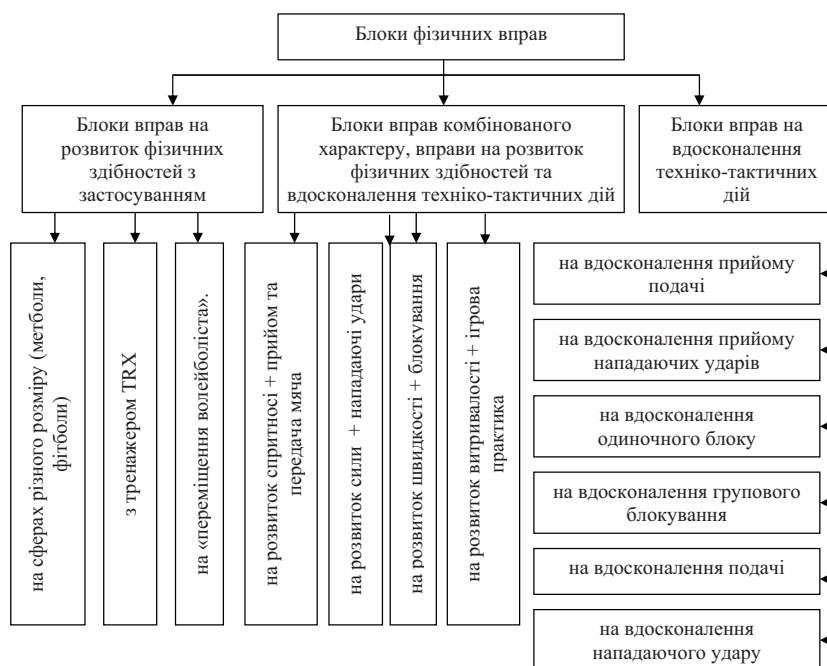 Блоки фізичних вправ
Блоки вправ на
розвиток фізичних
здібностей з
застосуванням
Блоки вправ комбінованого
характеру, вправи на розвиток
фізичних здібностей та
вдосконалення техніко-тактичних дій
Блоки вправ на
вдосконалення
техніко-тактичних
дій
на сферах різного розміру (метболи,
фітболи)
з тренажером TRX
на «переміщення волейболіста».
на розвиток спритносі + прийом та
передача мяча
на розвиток сили + нападаючі удари
на розвиток швидкості + блокування
на розвиток витривалості + ігрова
практика
на вдосконалення прийому
подачі
на вдосконалення прийому
нападаючих ударів
на вдосконалення
одиночного блоку
на вдосконалення групового
блокування
на вдосконалення подачі
на вдосконалення
нападаючого удару